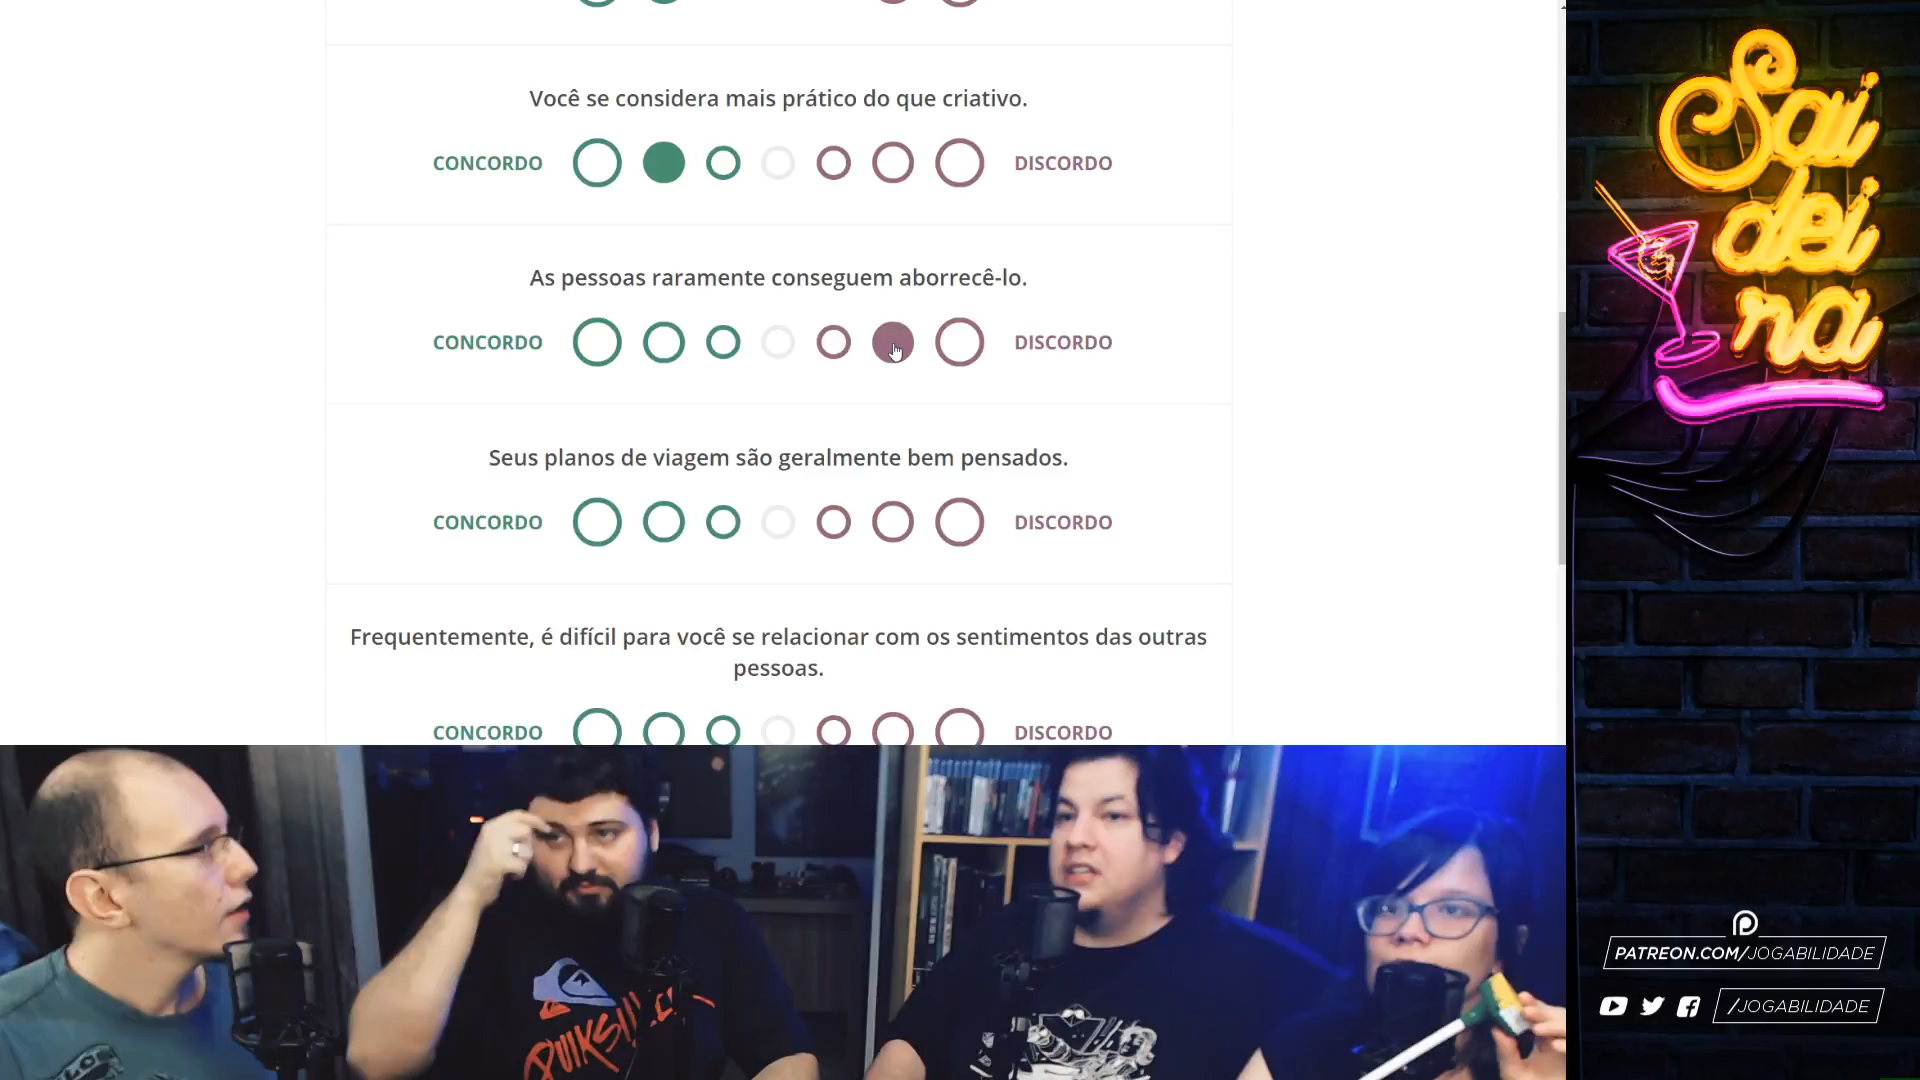 Você se considera mais prático do que criativo.
CONCORDO DISCORDO
As pessoas raramente conseguem aborrecê-lo.
CONCORDO DISCORDO
Seus planos de viagem são geralmente bem pensados.
CONCORDO DISCORDO
Frequentemente, é difícil para você se relacionar com os sentimentos das outras
pessoas.
CONCORDO DISCORDO
Sai
dei
ra
PATREON.COM/JOGABILIDADE
/JOGABILIDADE